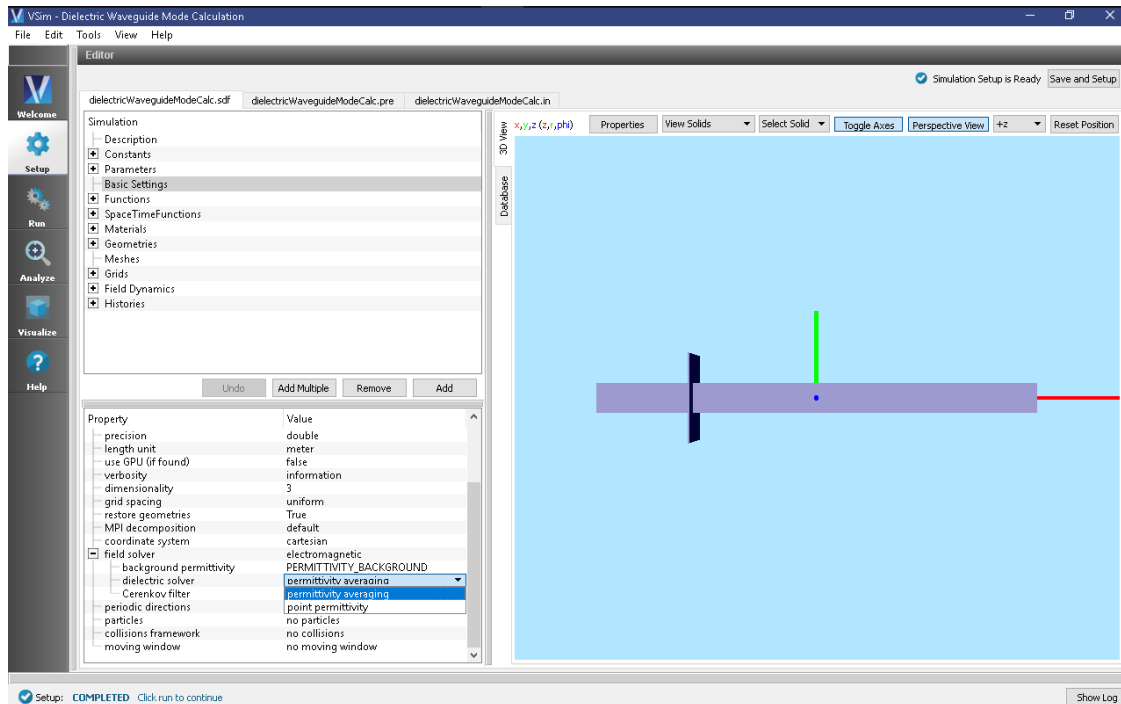 VSim - Dielectric Waveguide Mode Calculation
File Edit Tools View Help
Editor
Simulation Setup is Ready Save and Setup
dielectricWaveguideModeCalc.sdf dielectricWaveguideModeCalc.pre dielectricWaveguideModeCalc.in
Welcome
Setup
Run
Analyze
Visualize
Help
Simulation
Description
Constants
Parameters
Basic Settings
Functions
SpaceTimeFunctions
Materials
Geometries
Meshes
Grids
Field Dynamics
Histories
Undo Add Multiple Remove Add
Property Value
precision double
length unit meter
use GPU (if found) false
verbosity information
dimensionality 3
grid spacing uniform
restore geometries True
MPI decomposition default
coordinate system cartesian
field solver electromagnetic
background permittivity PERMITTIVITY_BACKGROUND
dielectric solver permittivity averaging
Cerenkov filter permittivity averaging
periodic directions point permittivity
particles no particles
collisions framework no collisions
moving window no moving window
3D View
Database
x,y,z (z,r,phi) Properties View Solids Select Solid Toggle Axes Perspective View +z Reset Position
Setup: COMPLETED Click run to continue
Show Log